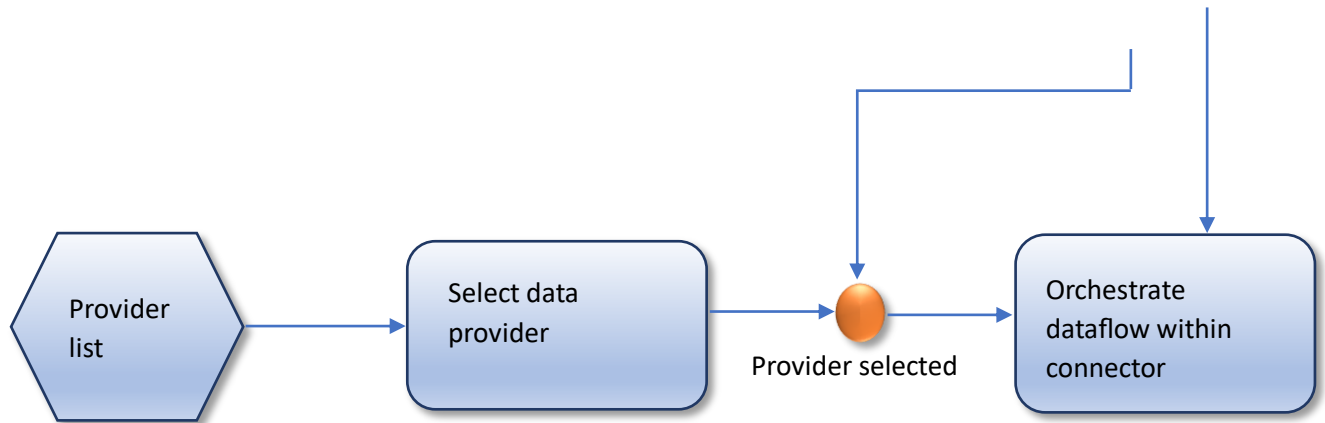 Provider
list
Select data
provider
Provider selected
Orchestrate
dataflow within
connector